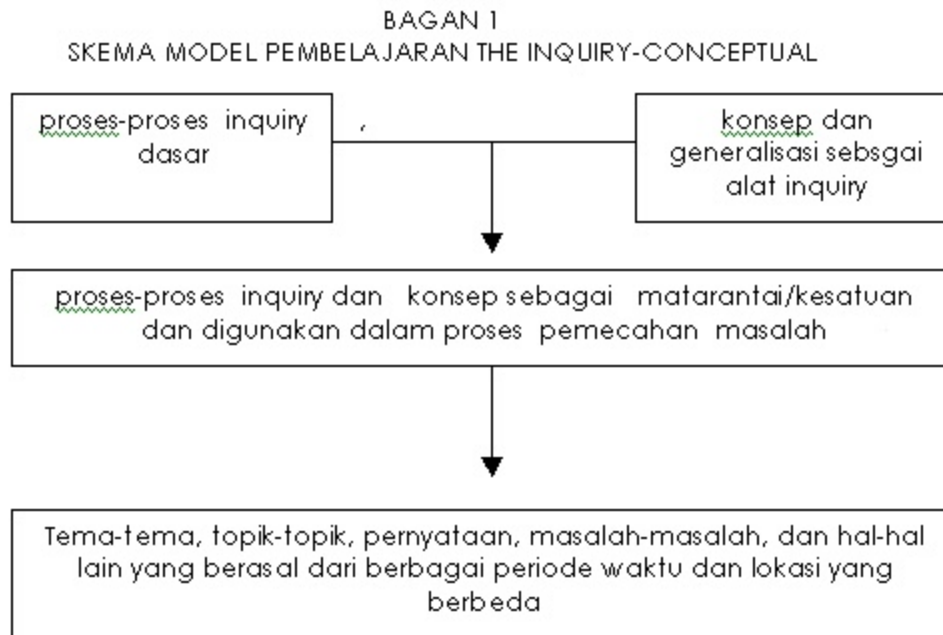 BAGAN 1
SKEMA MODEL PEMBELAJARAN THE INQUIRY-CONCEPTUAL
proses-proses inquiry
dasar
konsep dan
generalisasi sebsgai
alat inquiry
proses-proses inquiry dan konsep sebagai matarantai/kesatuan
dan digunakan dalam proses pemecahan masalah
Tema-tema, topik-topik, pernyataan, masalah-masalah, dan hal-hal
lain yang berasal dari berbagai periode waktu dan lokasi yang
berbeda